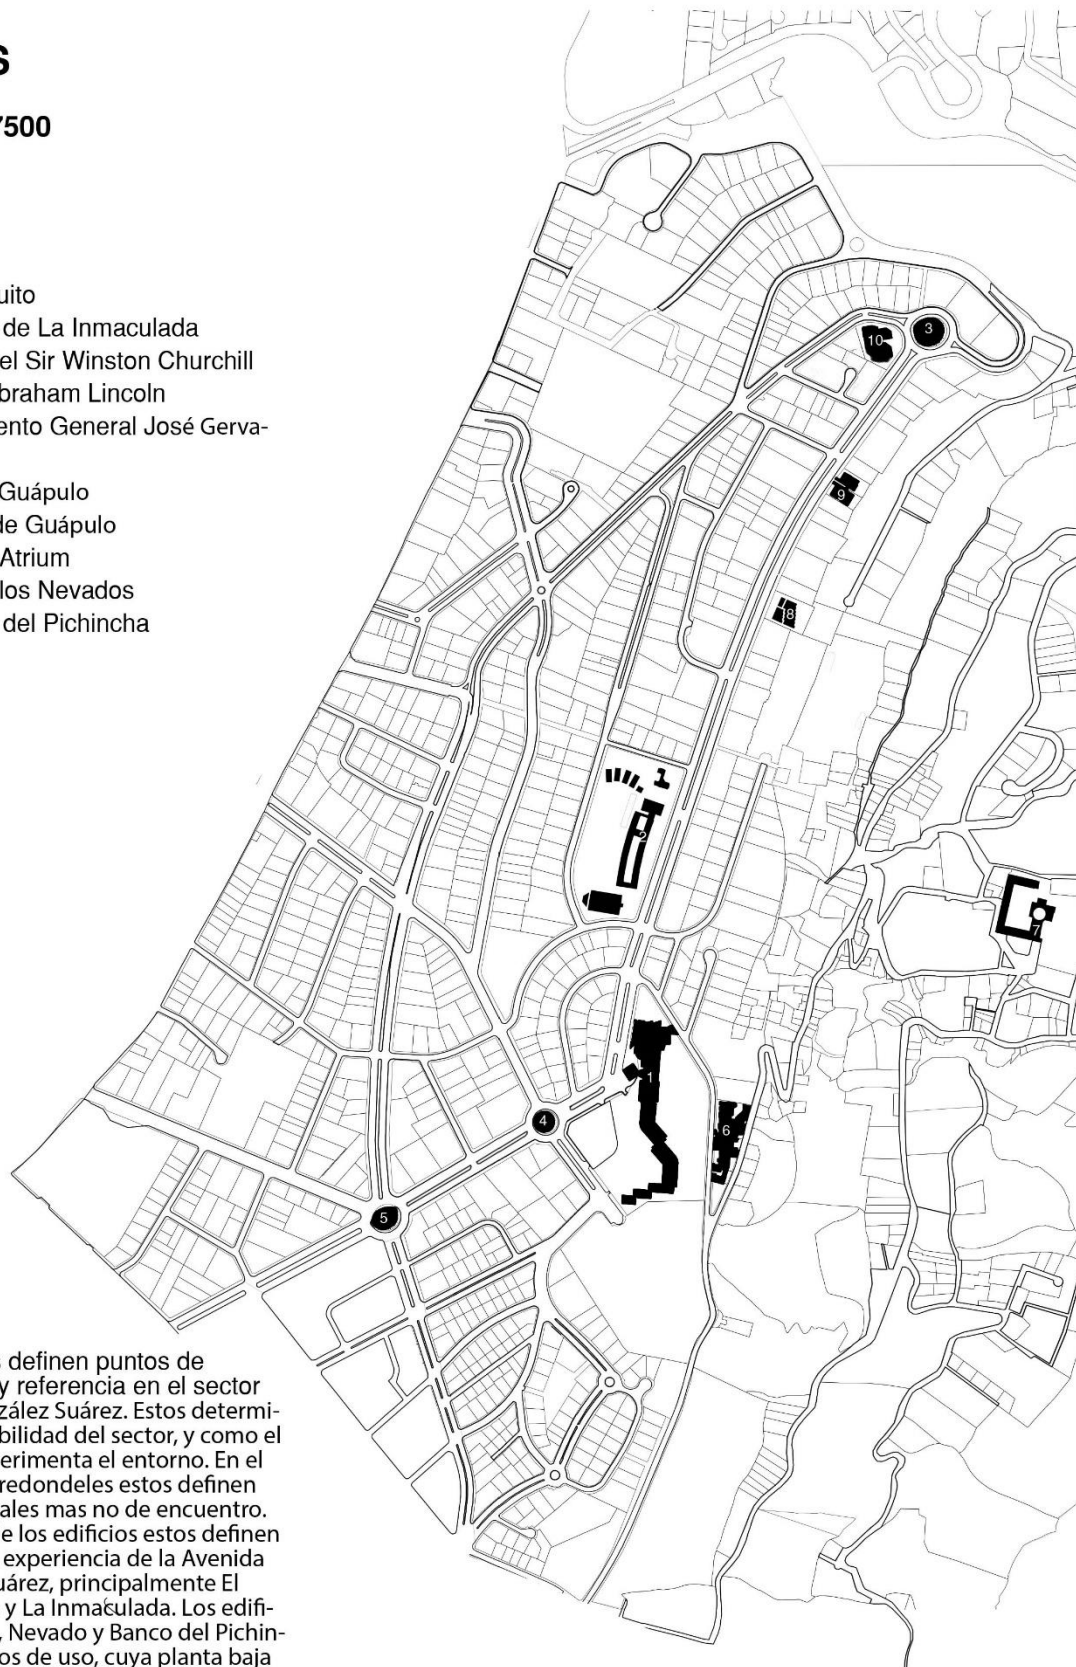 s
7500
uito
de La Inmaculada
el Sir Winston Churchill
braham Lincoln
ento General José Gerva-
Guápulo
de Guápulo
Atrium
los Nevados
del Pichincha
10
3
9
8
2
7
1
6
4
5
s definen puntos de
y referencia en el sector
zález Suárez. Estos determi-
bilidad del sector, y como el
perimenta el entorno. En el
redondeles estos definen
ales mas no de encuentro.
e los edificios estos definen
experiencia de la Avenida
uárez, principalmente El
y La Inmaculada. Los edifi-
, Nevado y Banco del Pichin-
os de uso, cuya planta baja